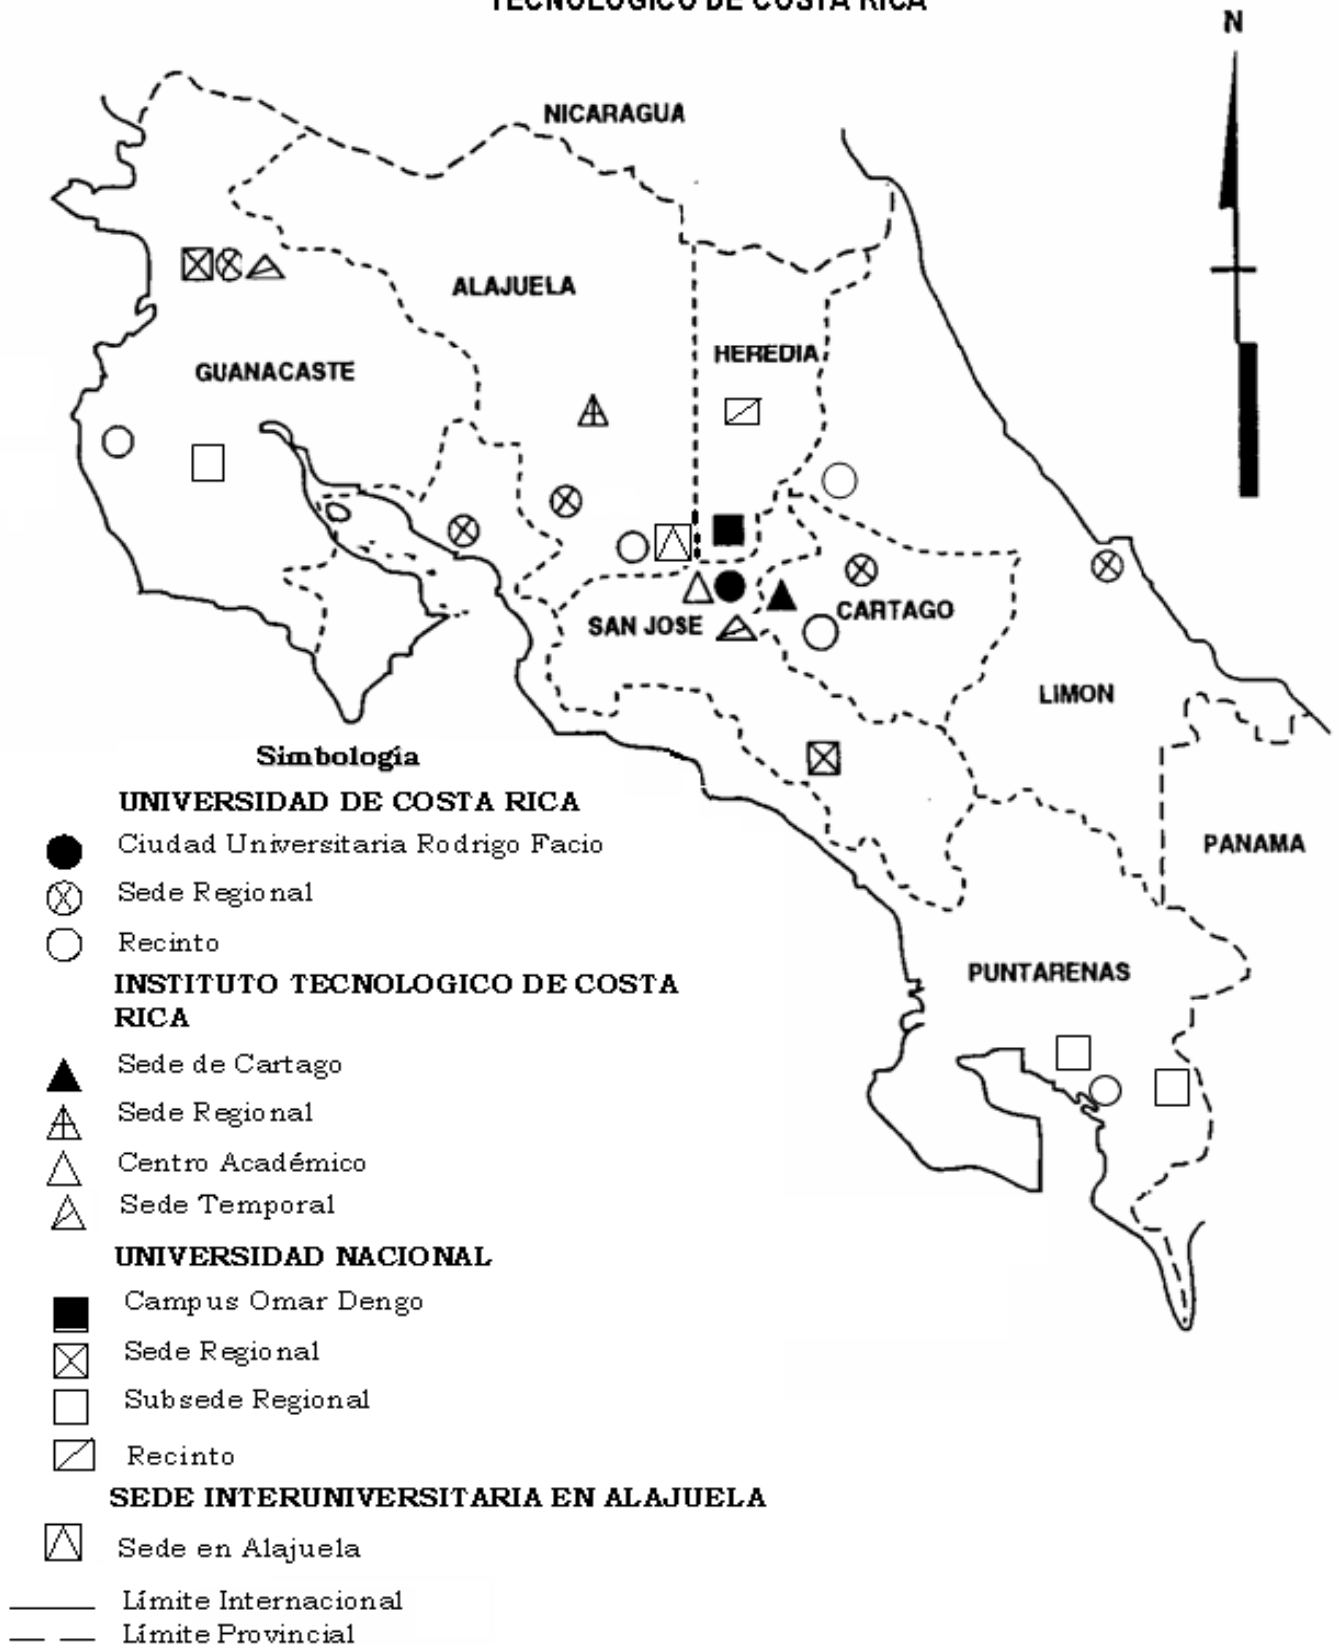 TECNOLOGICO DE COSTA RICA
N
NICARAGUA
ALAJUELA
HEREDIA
GUANACASTE
SAN JOSE
CARTAGO
LIMON
PANAMA
PUNTARENAS
Simbología
UNIVERSIDAD DE COSTA RICA
Ciudad Universitaria Rodrigo Facio
Sede Regional
Recinto
INSTITUTO TECNOLOGICO DE COSTA
RICA
Sede de Cartago
Sede Regional
Centro Académico
Sede Temporal
UNIVERSIDAD NACIONAL
Campus Omar Dengo
Sede Regional
Subsede Regional
Recinto
SEDE INTERUNIVERSITARIA EN ALAJUELA
Sede en Alajuela
Límite Internacional
Límite Provincial